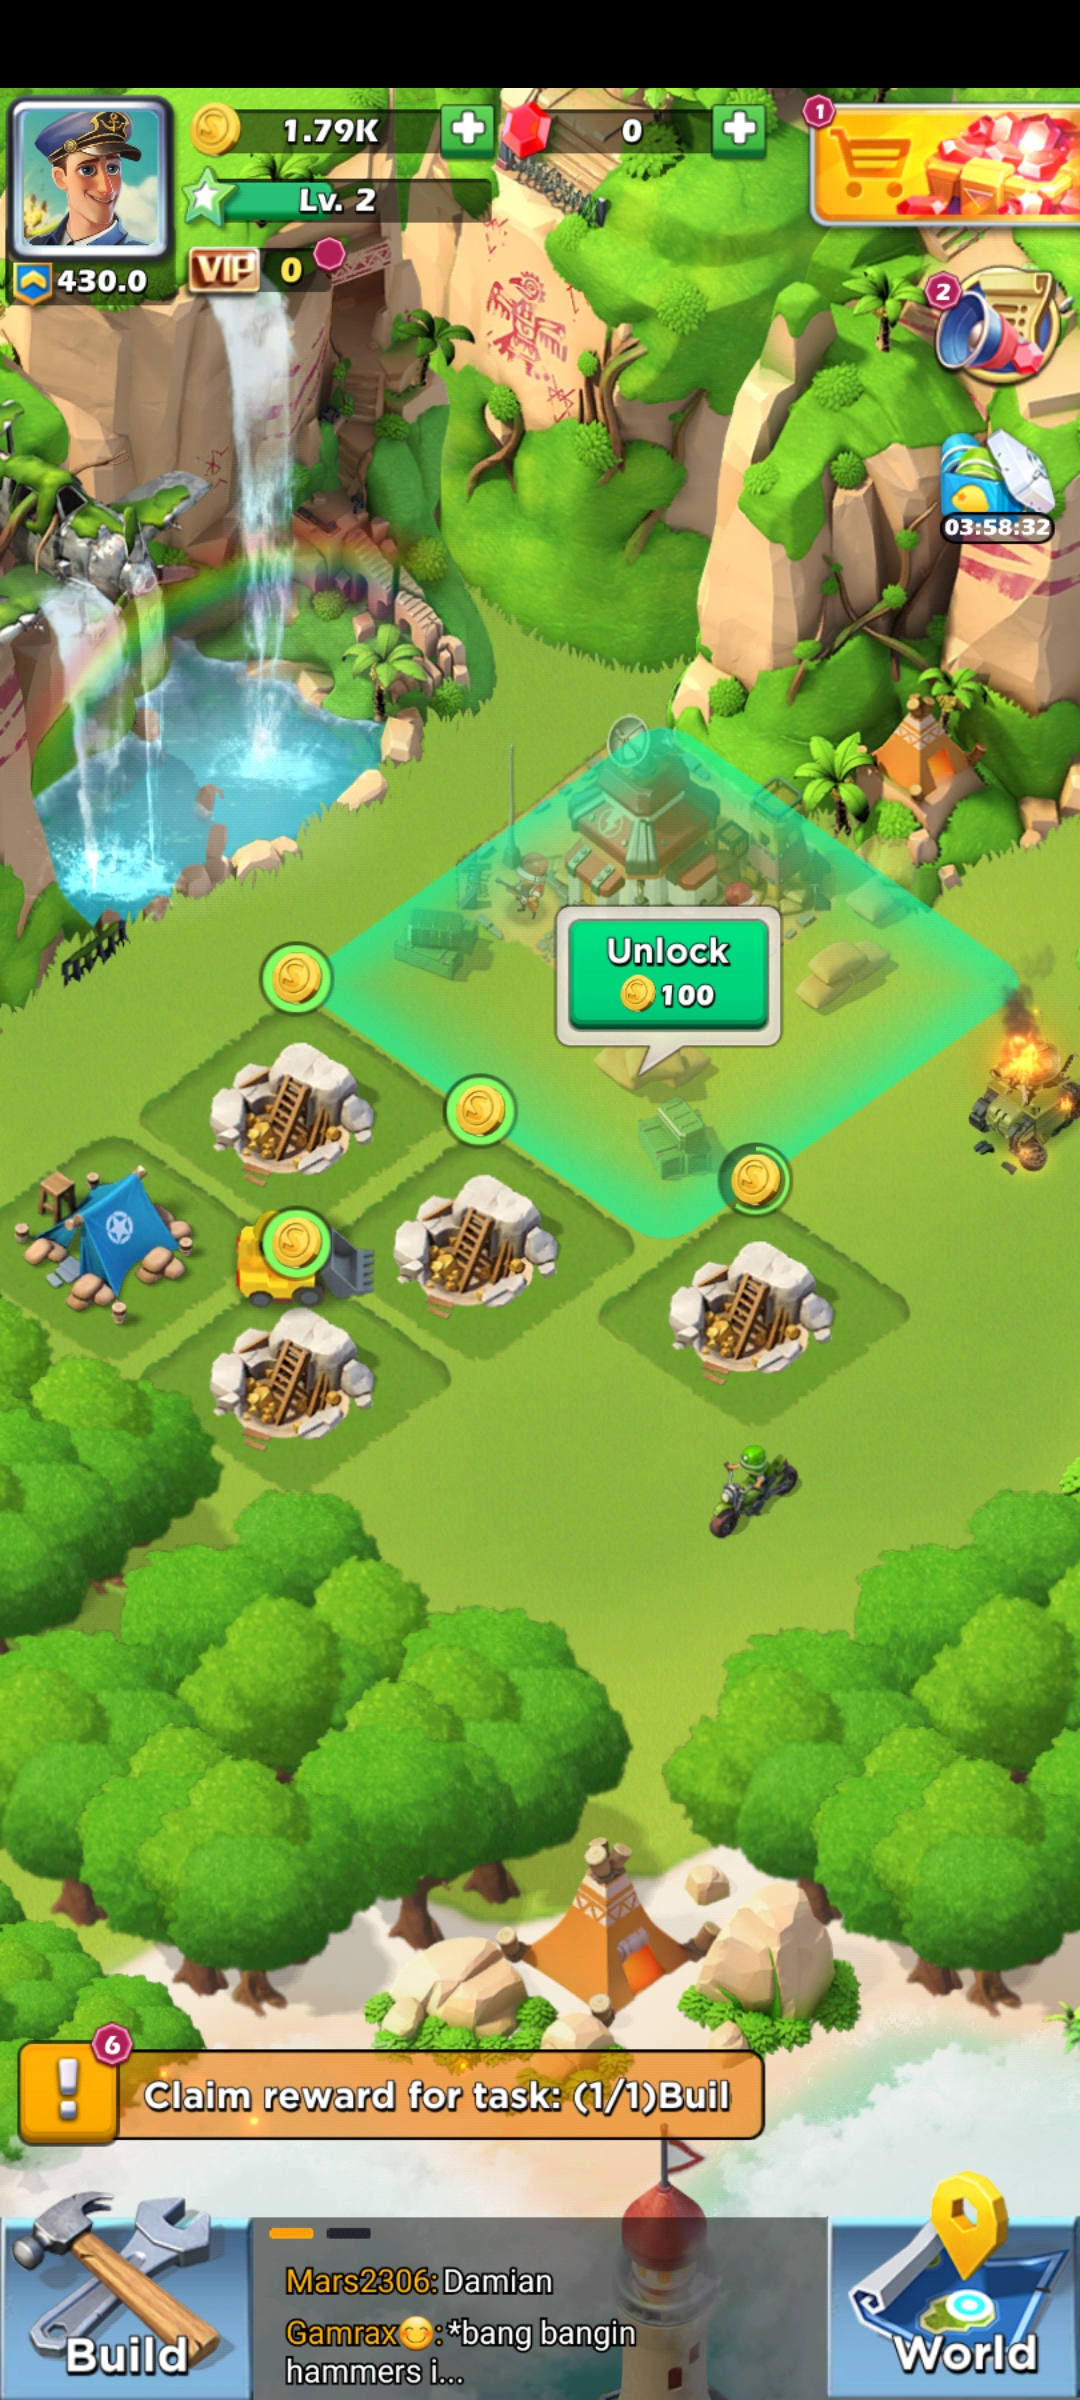 1.79K
0
1
Lv. 2
430.0
VIP 0
2
03:58:32
Unlock
100
6
Claim reward for task: (1/1)Buil
Mars2306: Damian
Gamrax😊: *bang bangin
hammers i...
Build
World